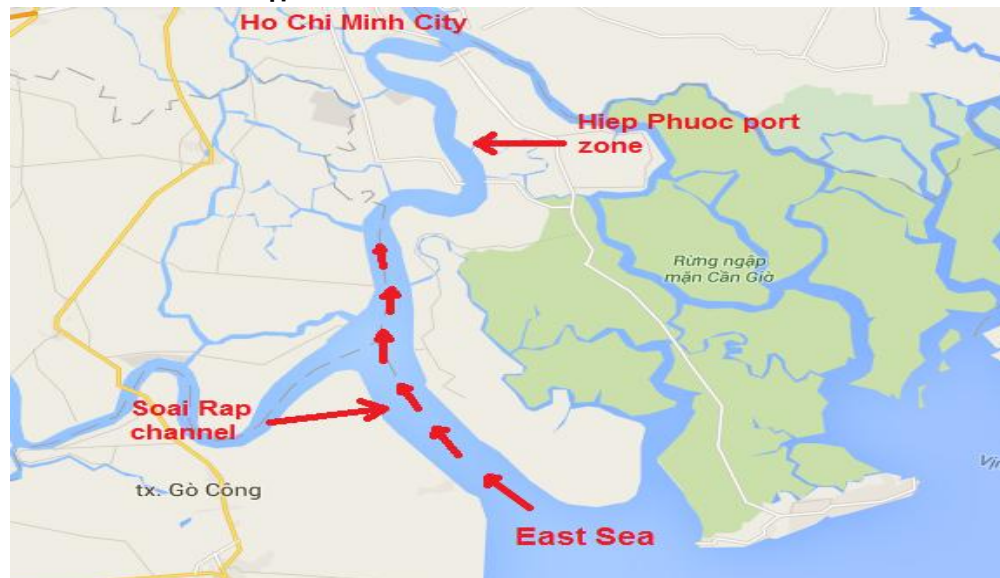 Ho Chi Minh City
Hiep Phuoc port
zone
Rừng ngập
mặn Cần Giờ
Soai Rap
channel
tx. Gò Công
East Sea